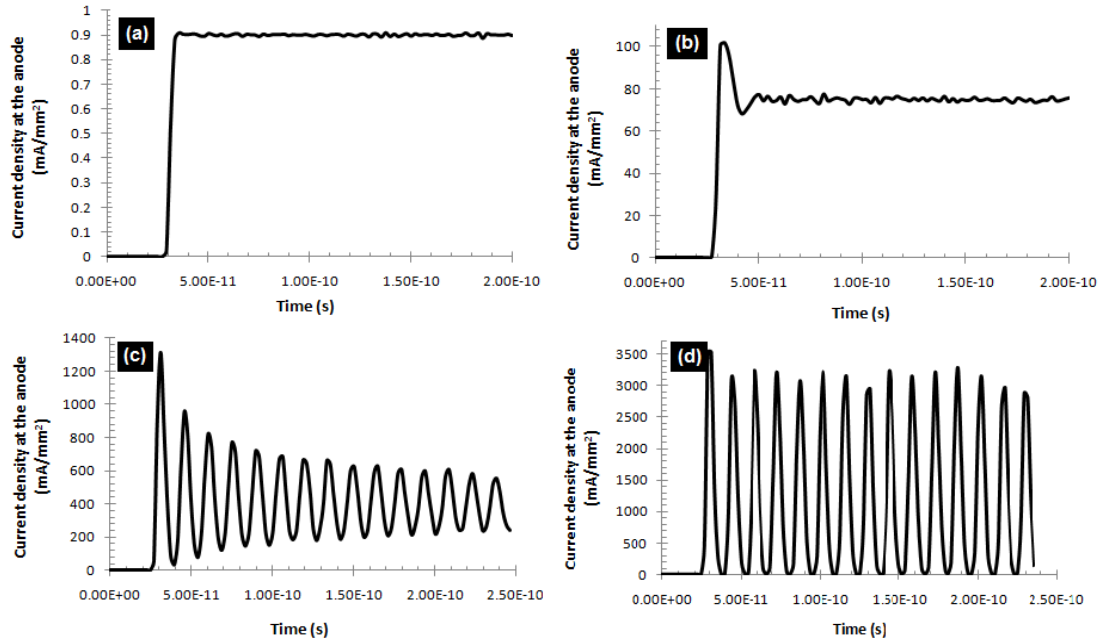 (a)
Current density at the anode
(mA/mm²)
1
0.9
0.8
0.7
0.6
0.5
0.4
0.3
0.2
0.1
0
0.00E+00 5.00E-11 1.00E-10 1.50E-10 2.00E-10
Time (s)
(b)
Current density at the anode
(mA/mm²)
100
80
60
40
20
0
0.00E+00 5.00E-11 1.00E-10 1.50E-10 2.00E-10
Time (s)
(c)
Current density at the anode
(mA/mm²)
1400
1200
1000
800
600
400
200
0
0.00E+00 5.00E-11 1.00E-10 1.50E-10 2.00E-10 2.50E-10
Time (s)
(d)
Current density at the anode
(mA/mm²)
3500
3000
2500
2000
1500
1000
500
0
0.00E+00 5.00E-11 1.00E-10 1.50E-10 2.00E-10 2.50E-10
Time (s)